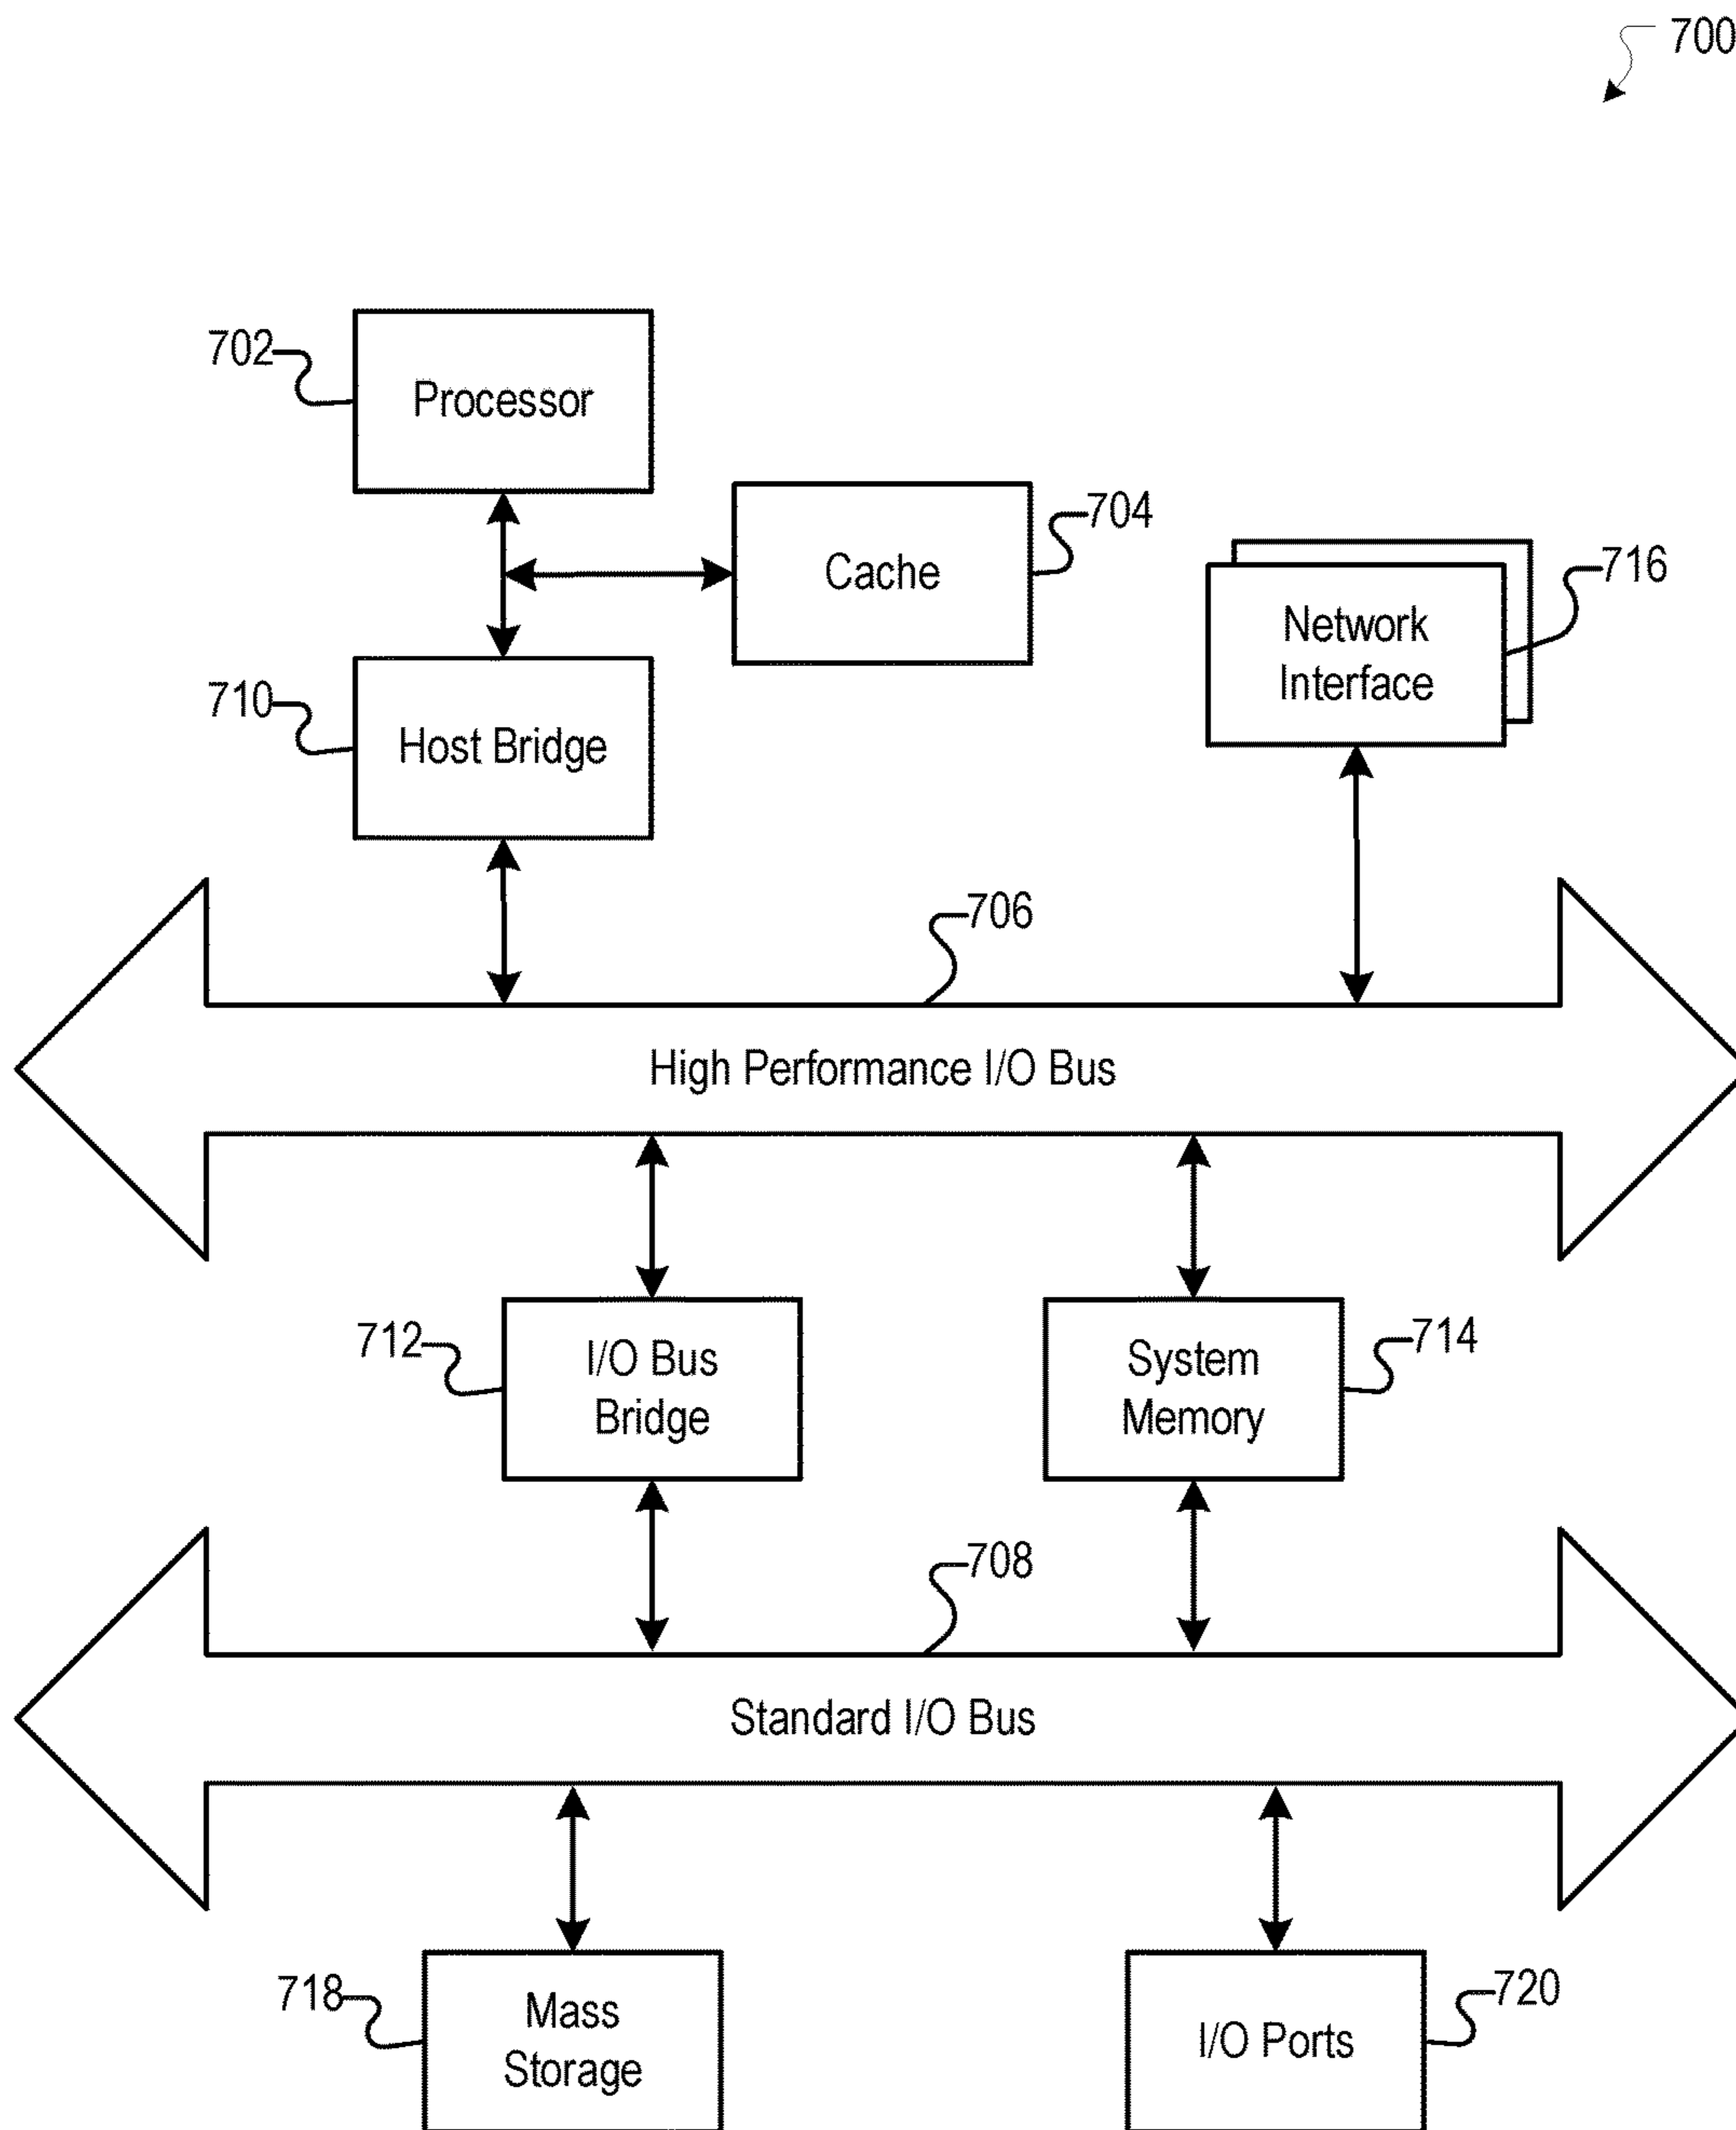 700
702
Processor
Cache
704
716
Network
Interface
710
Host Bridge
706
High Performance I/O Bus
712
I/O Bus
Bridge
System
Memory
714
708
Standard I/O Bus
718
Mass
Storage
I/O Ports
720